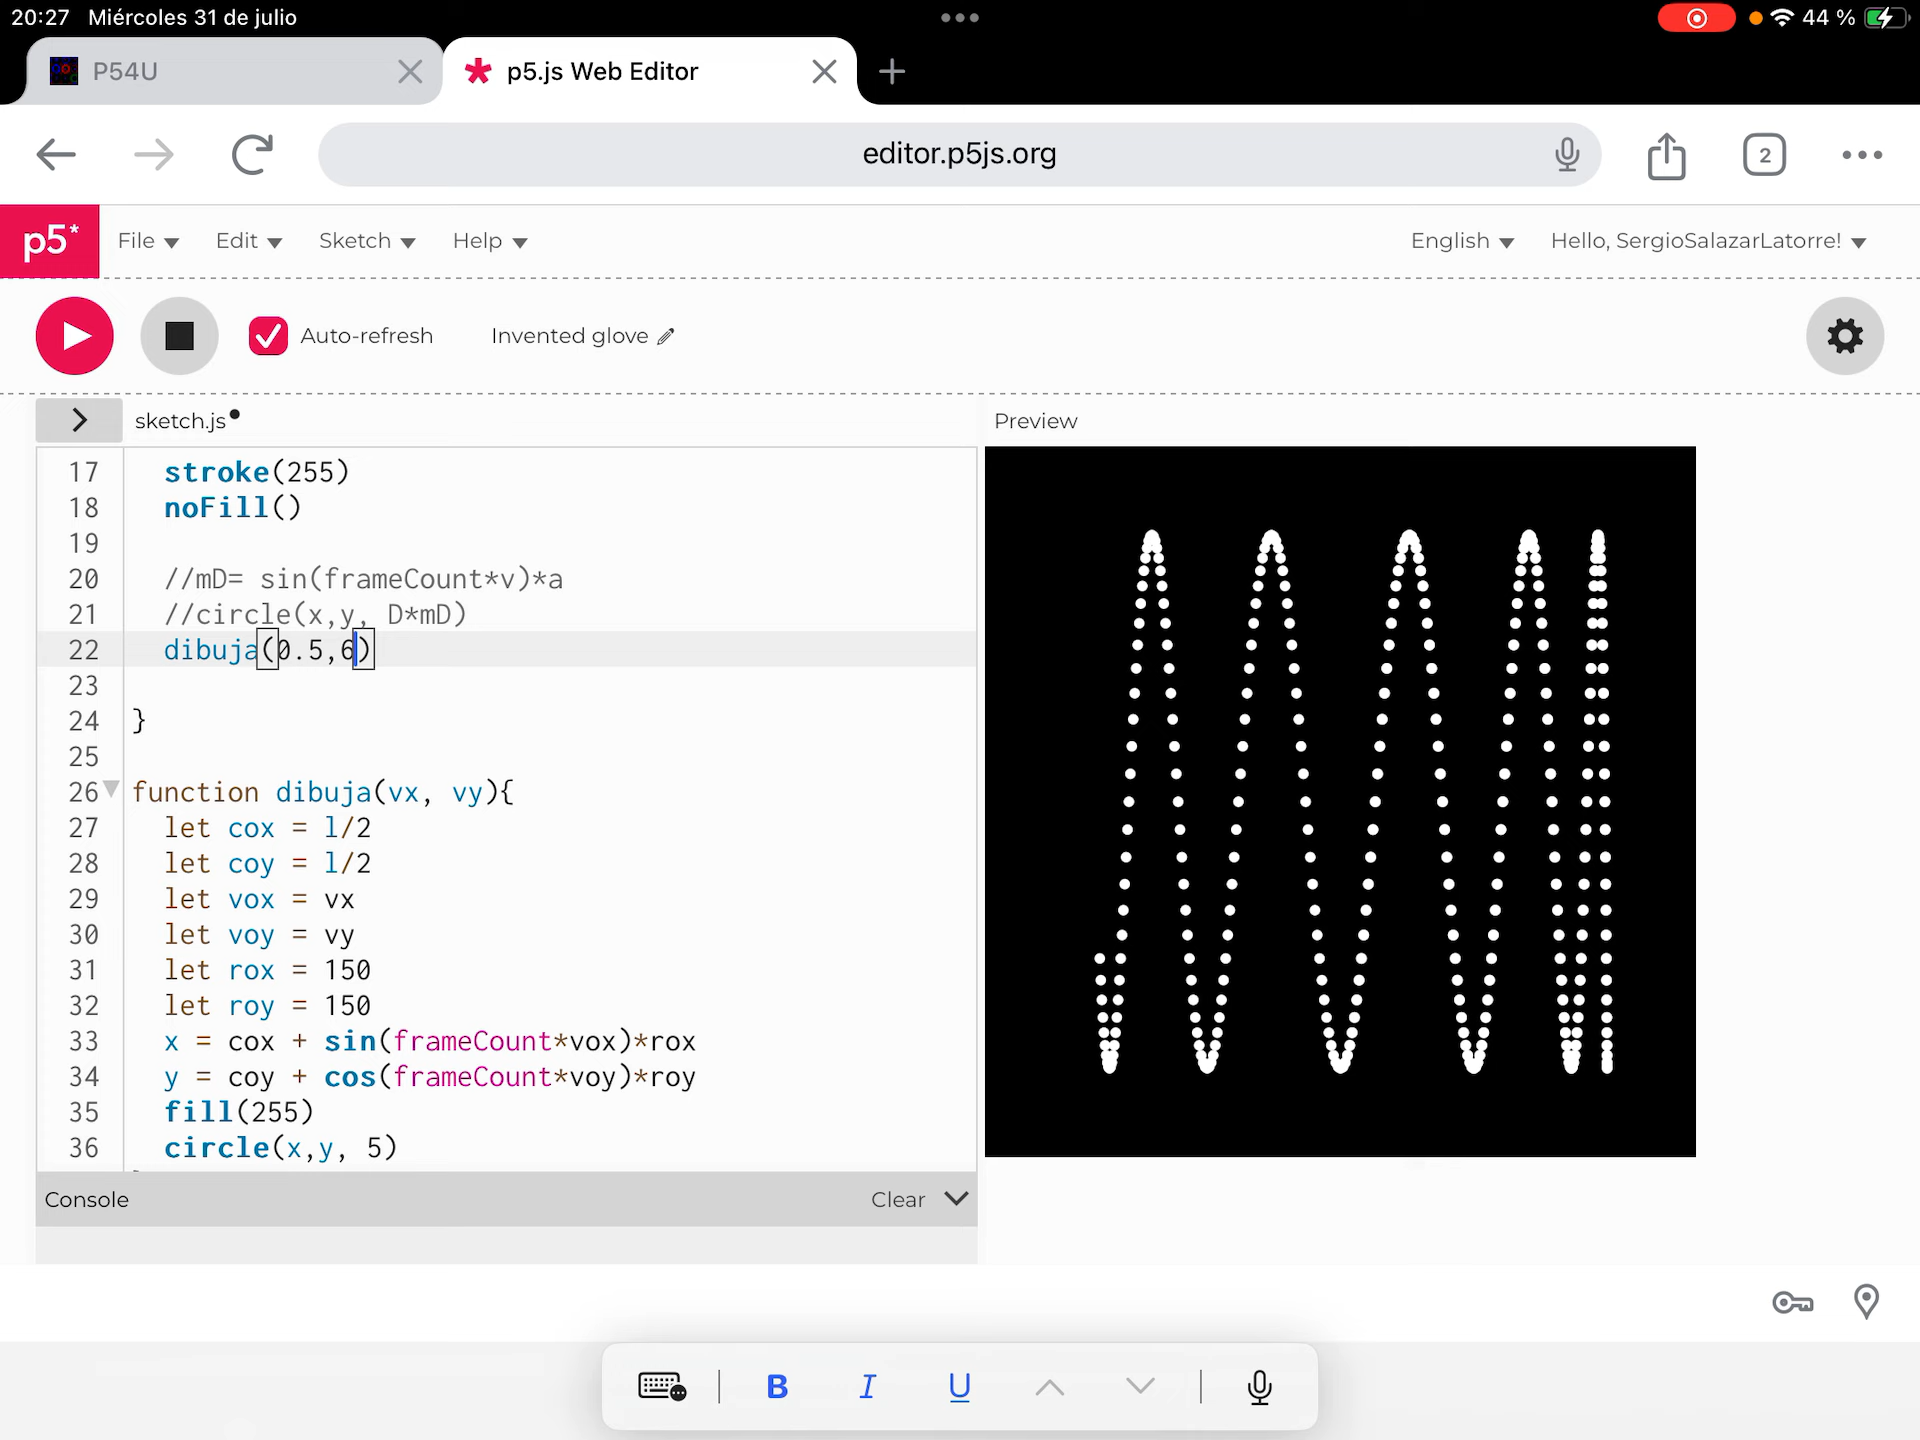 20:27 Miércoles 31 de julio
44 %
P54U
p5.js Web Editor
editor.p5js.org
2
p5*
File
Edit
Sketch
Help
English
Hello, SergioSalazarLatorre!
Auto-refresh
Invented glove
sketch.js
Preview
17 stroke(255)
18 noFill()
19
20 //mD= sin(frameCount*v)*a
21 //circle(x,y, D*mD)
22 dibuja(0.5,6)
23
24 }
25
26 function dibuja(vx, vy){
27 let cox = l/2
28 let coy = l/2
29 let vox = vx
30 let voy = vy
31 let rox = 150
32 let roy = 150
33 x = cox + sin(frameCount*vox)*rox
34 y = coy + cos(frameCount*voy)*roy
35 fill(255)
36 circle(x,y, 5)
Console
Clear
B
I
U